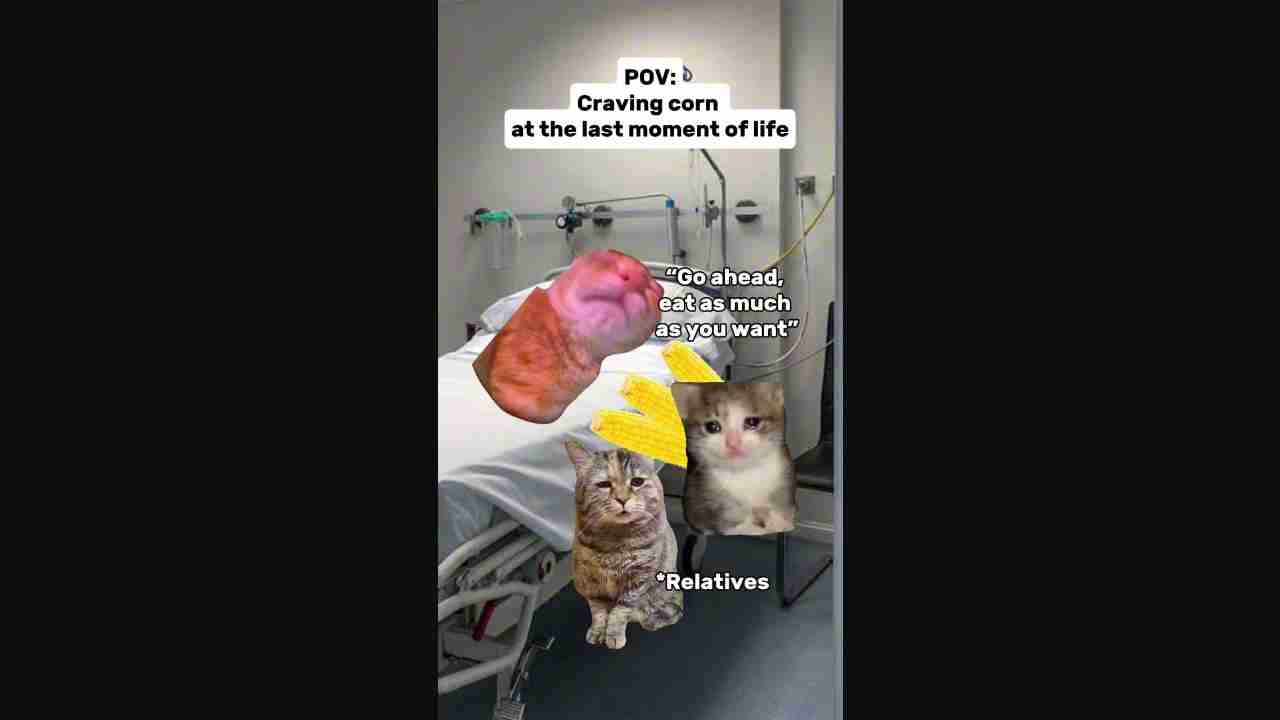 POV:
Craving corn
at the last moment of life
“Go ahead,
eat as much
as you want”
*Relatives